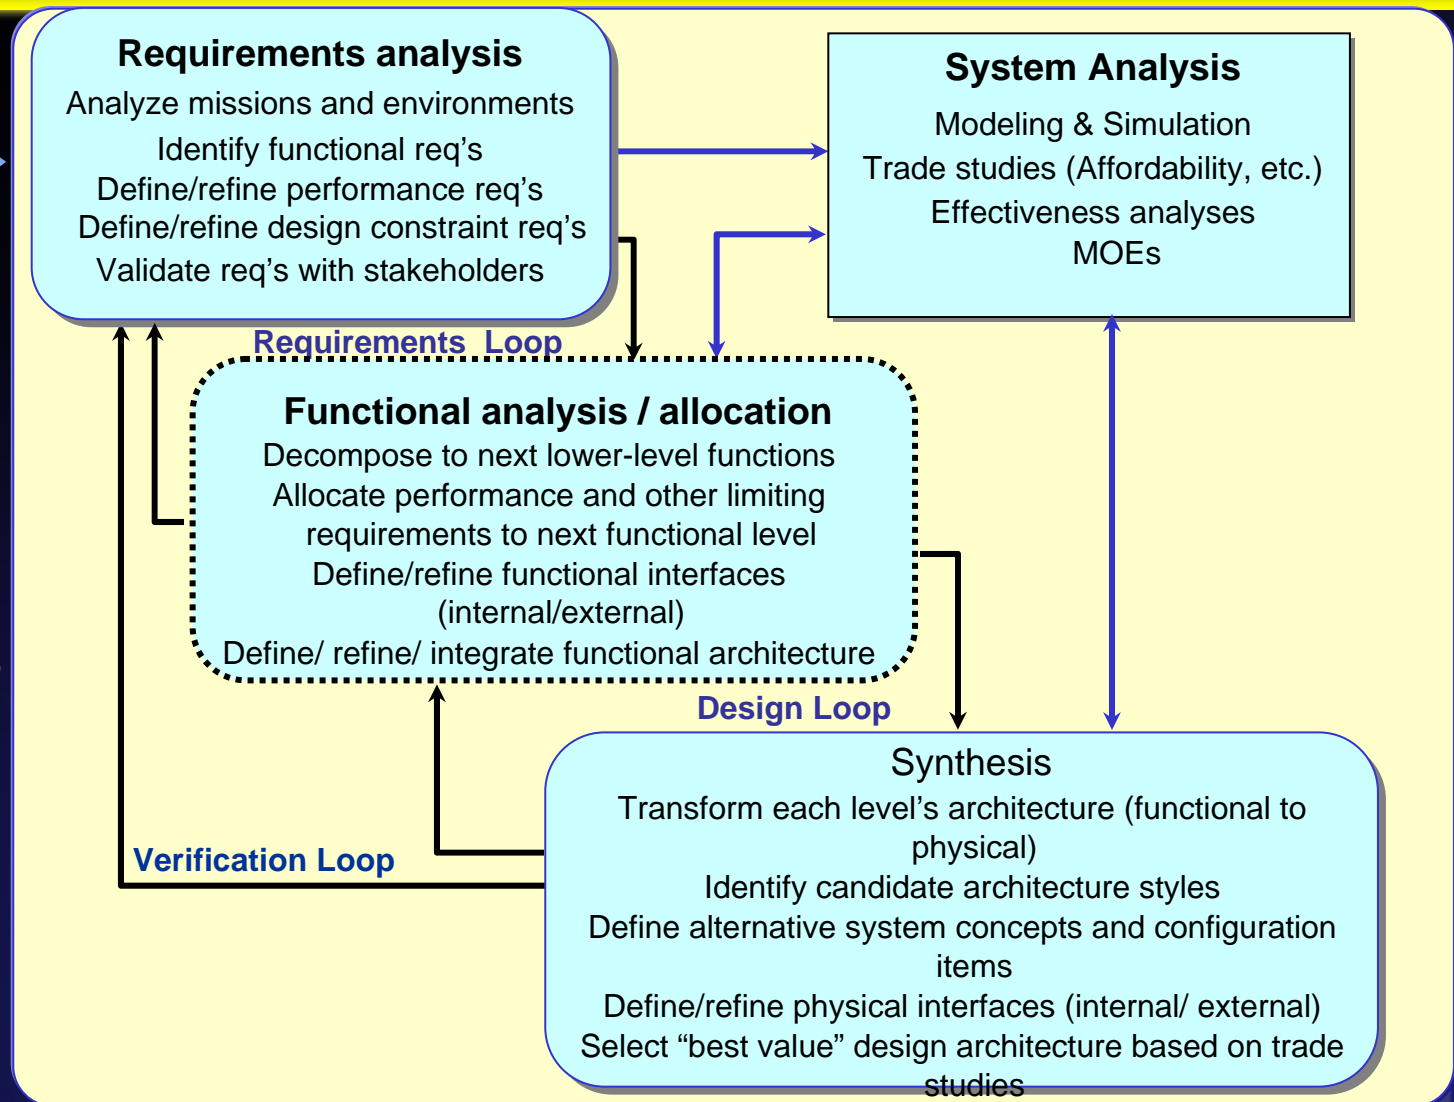 Requirements analysis
Analyze missions and environments
Identify functional req’s
Define/refine performance req’s
Define/refine design constraint req’s
Validate req’s with stakeholders
System Analysis
Modeling & Simulation
Trade studies (Affordability, etc.)
Effectiveness analyses
MOEs
Requirements Loop
Functional analysis / allocation
Decompose to next lower-level functions
Allocate performance and other limiting
requirements to next functional level
Define/refine functional interfaces
(internal/external)
Define/ refine/ integrate functional architecture
Design Loop
Synthesis
Transform each level’s architecture (functional to
physical)
Identify candidate architecture styles
Define alternative system concepts and configuration
items
Define/refine physical interfaces (internal/ external)
Select “best value” design architecture based on trade
studies
Verification Loop